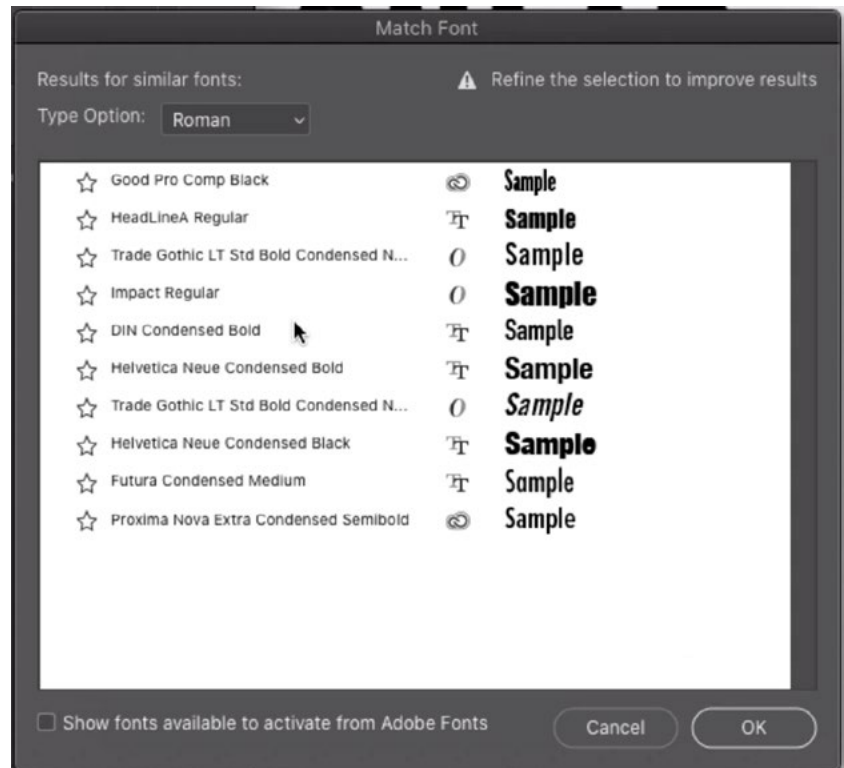 Match Font
Results for similar fonts:
Refine the selection to improve results
Type Option: Roman
Good Pro Comp Black Sample
HeadLineA Regular Sample
Trade Gothic LT Std Bold Condensed N... Sample
Impact Regular Sample
DIN Condensed Bold Sample
Helvetica Neue Condensed Bold Sample
Trade Gothic LT Std Bold Condensed N... Sample
Helvetica Neue Condensed Black Sample
Futura Condensed Medium Sample
Proxima Nova Extra Condensed Semibold Sample
Show fonts available to activate from Adobe Fonts
Cancel OK